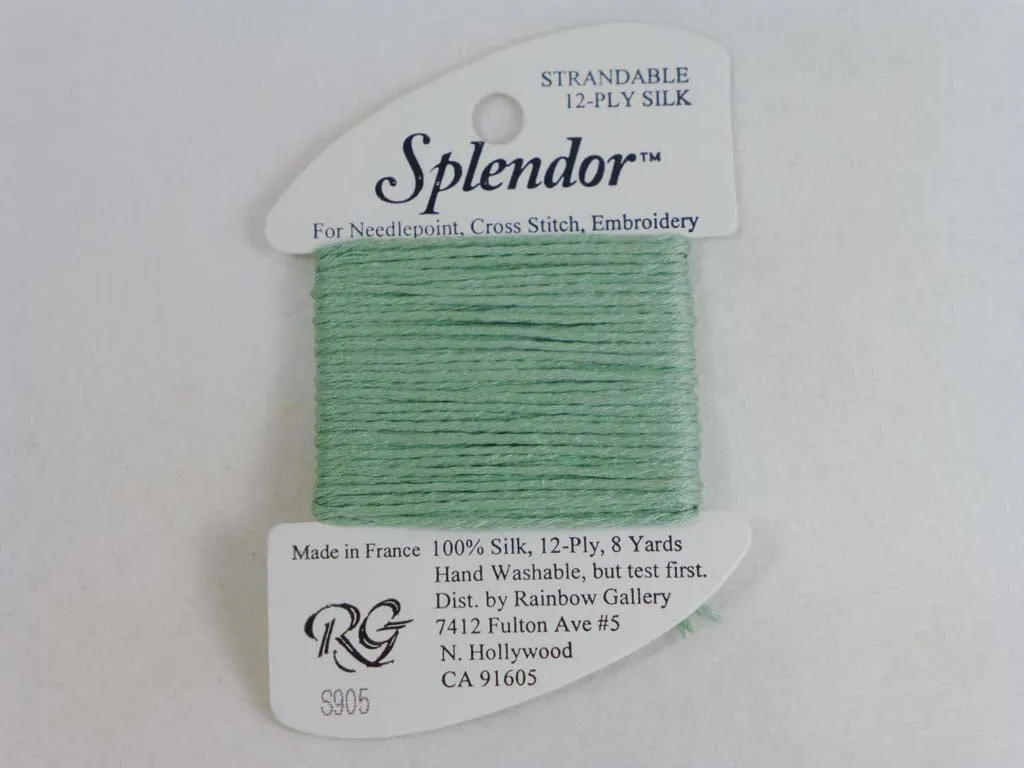 STRANDABLE
12-PLY SILK
Splendor™
For Needlepoint, Cross Stitch, Embroidery
Made in France
100% Silk, 12-Ply, 8 Yards
Hand Washable, but test first.
Dist. by Rainbow Gallery
7412 Fulton Ave #5
N. Hollywood
CA 91605
RG
S905